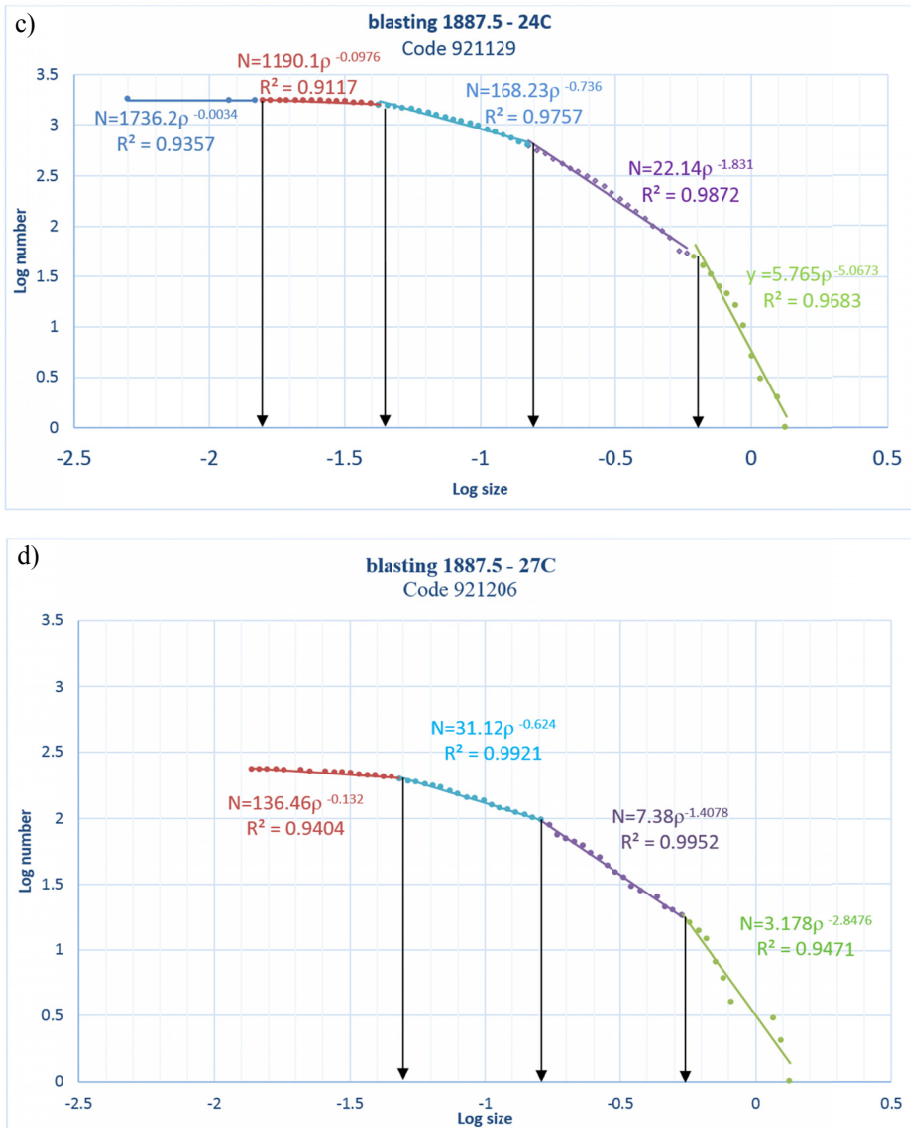 c)
blasting 1887.5 - 24C
Code 921129
N=1190.1ρ -0.0976
R² = 0.9117
N=1736.2ρ -0.0034
R² = 0.9357
N=168.23ρ -0.736
R² = 0.9757
N=22.14ρ -1.831
R² = 0.9872
y =5.765ρ-5.0673
R² = 0.9683
Log number
3.5
3
2.5
2
1.5
1
0.5
0
-2.5 -2 -1.5 -1 -0.5 0 0.5
Log size
d)
blasting 1887.5 - 27C
Code 921206
N=31.12ρ -0.624
R² = 0.9921
N=136.46ρ -0.132
R² = 0.9404
N=7.38ρ-1.4078
R² = 0.9952
N=3.178ρ -2.8476
R² = 0.9471
Log number
3.5
3
2.5
2
1.5
1
0.5
0
-2.5 -2 -1.5 -1 -0.5 0 0.5
Log size